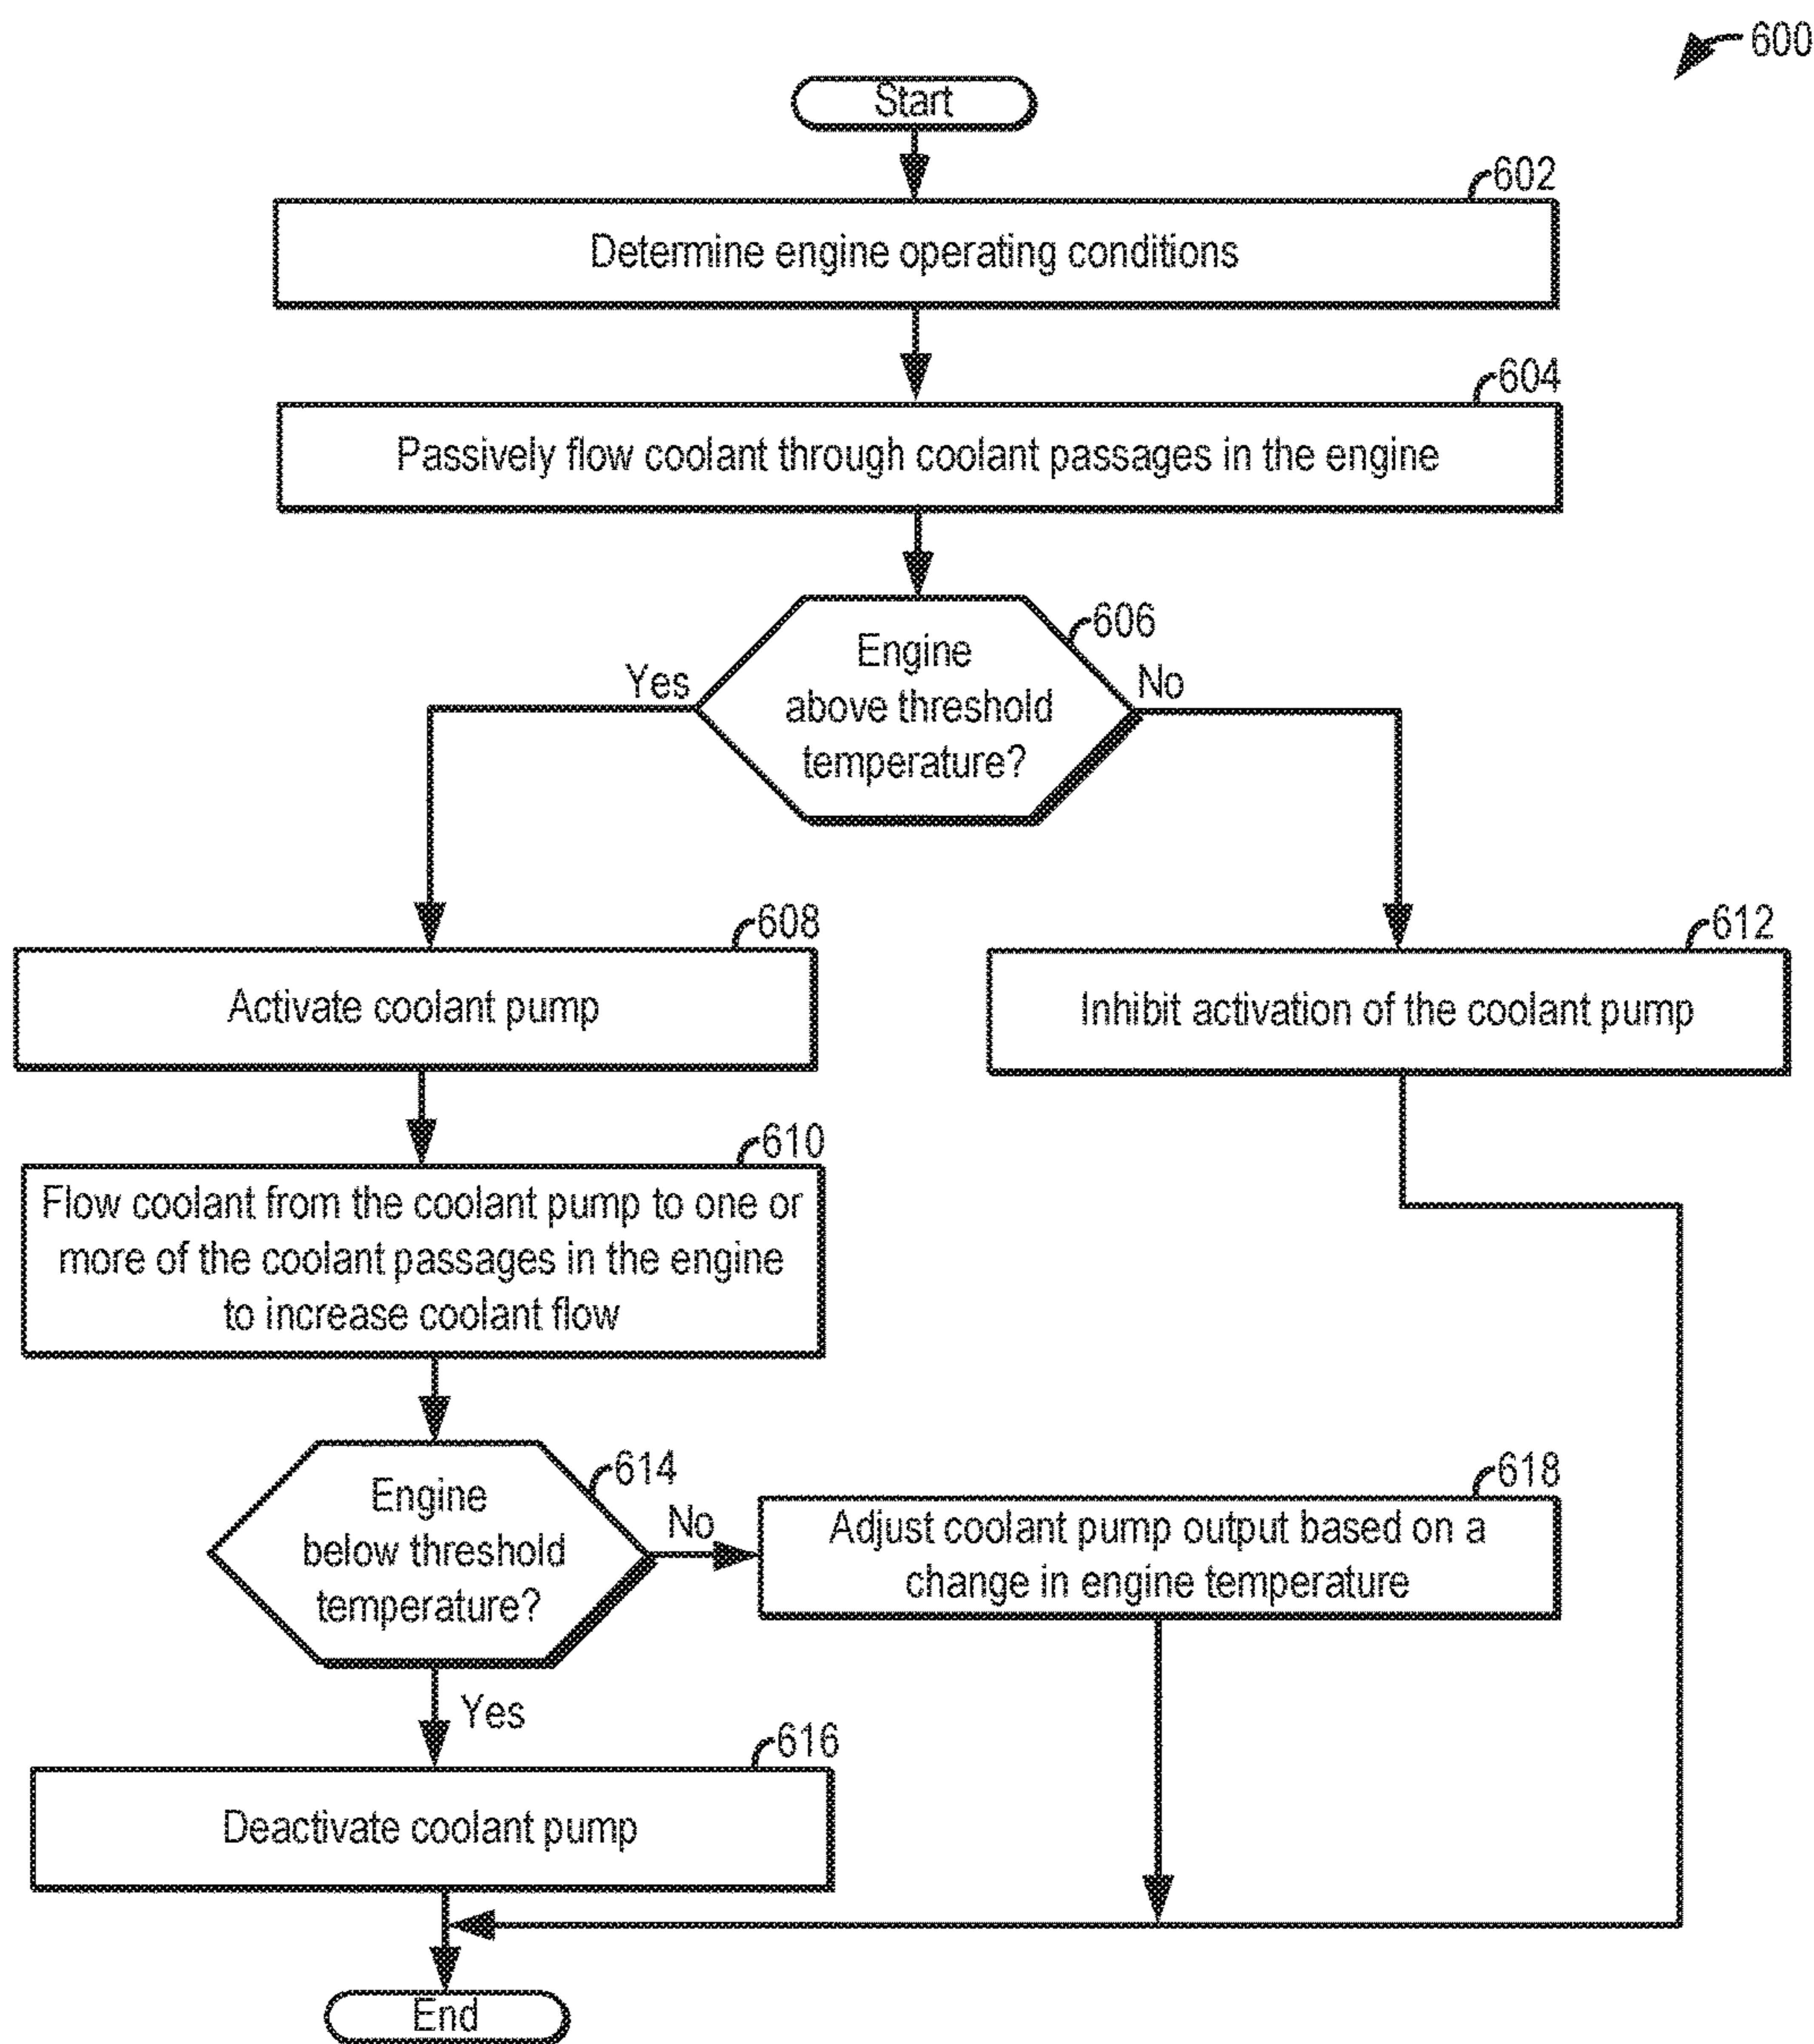 600
Start
602
Determine engine operating conditions
604
Passively flow coolant through coolant passages in the engine
606
Engine
above threshold
temperature?
Yes
No
608
Activate coolant pump
612
Inhibit activation of the coolant pump
610
Flow coolant from the coolant pump to one or
more of the coolant passages in the engine
to increase coolant flow
614
Engine
below threshold
temperature?
No
618
Adjust coolant pump output based on a
change in engine temperature
Yes
616
Deactivate coolant pump
End